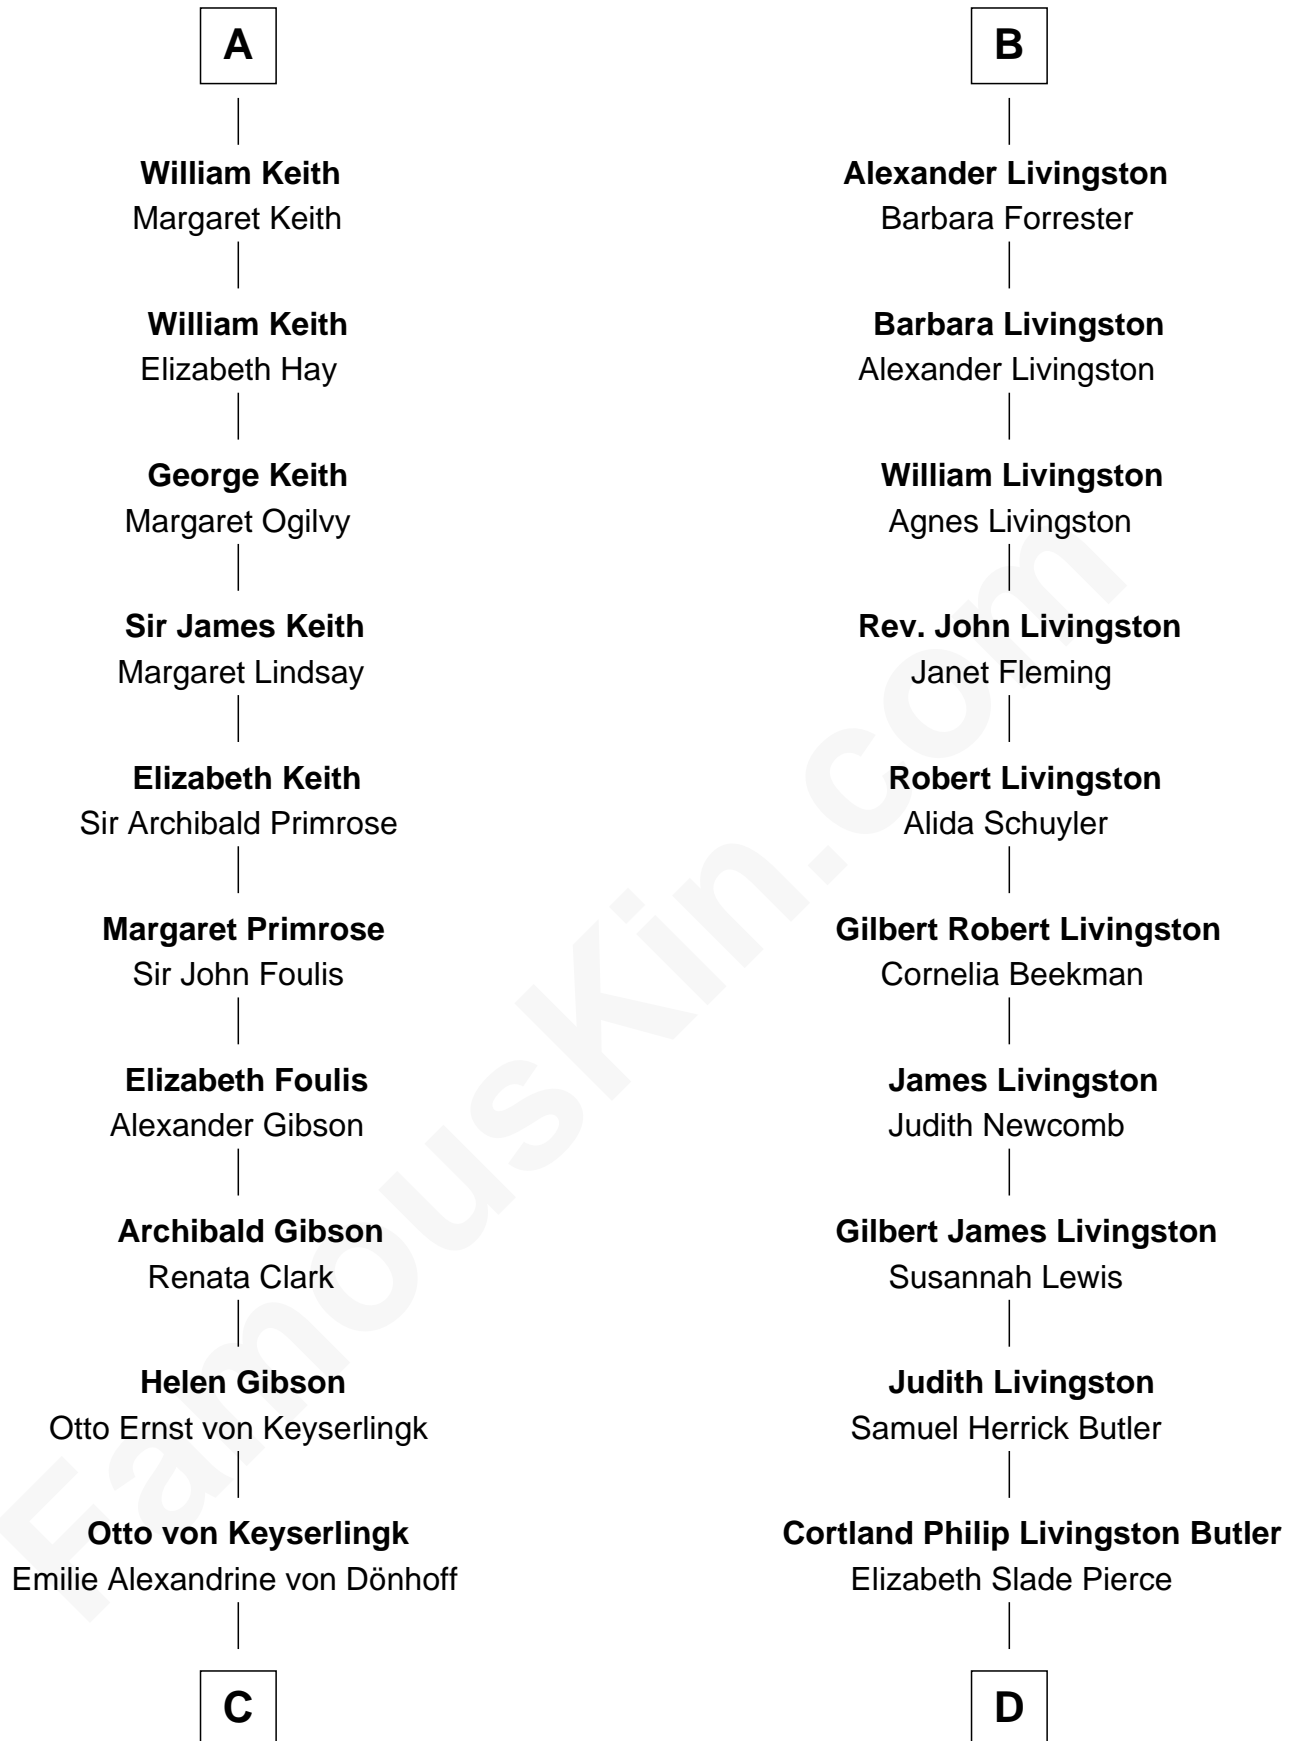 A
William Keith
Margaret Keith
William Keith
Elizabeth Hay
George Keith
Margaret Ogilvy
Sir James Keith
Margaret Lindsay
Elizabeth Keith
Sir Archibald Primrose
Margaret Primrose
Sir John Foulis
Elizabeth Foulis
Alexander Gibson
Archibald Gibson
Renata Clark
Helen Gibson
Otto Ernst von Keyserlingk
Otto von Keyserlingk
Emilie Alexandrine von Dönhoff
C
B
Alexander Livingston
Barbara Forrester
Barbara Livingston
Alexander Livingston
William Livingston
Agnes Livingston
Rev. John Livingston
Janet Fleming
Robert Livingston
Alida Schuyler
Gilbert Robert Livingston
Cornelia Beekman
James Livingston
Judith Newcomb
Gilbert James Livingston
Susannah Lewis
Judith Livingston
Samuel Herrick Butler
Cortland Philip Livingston Butler
Elizabeth Slade Pierce
D
FamousKin.com